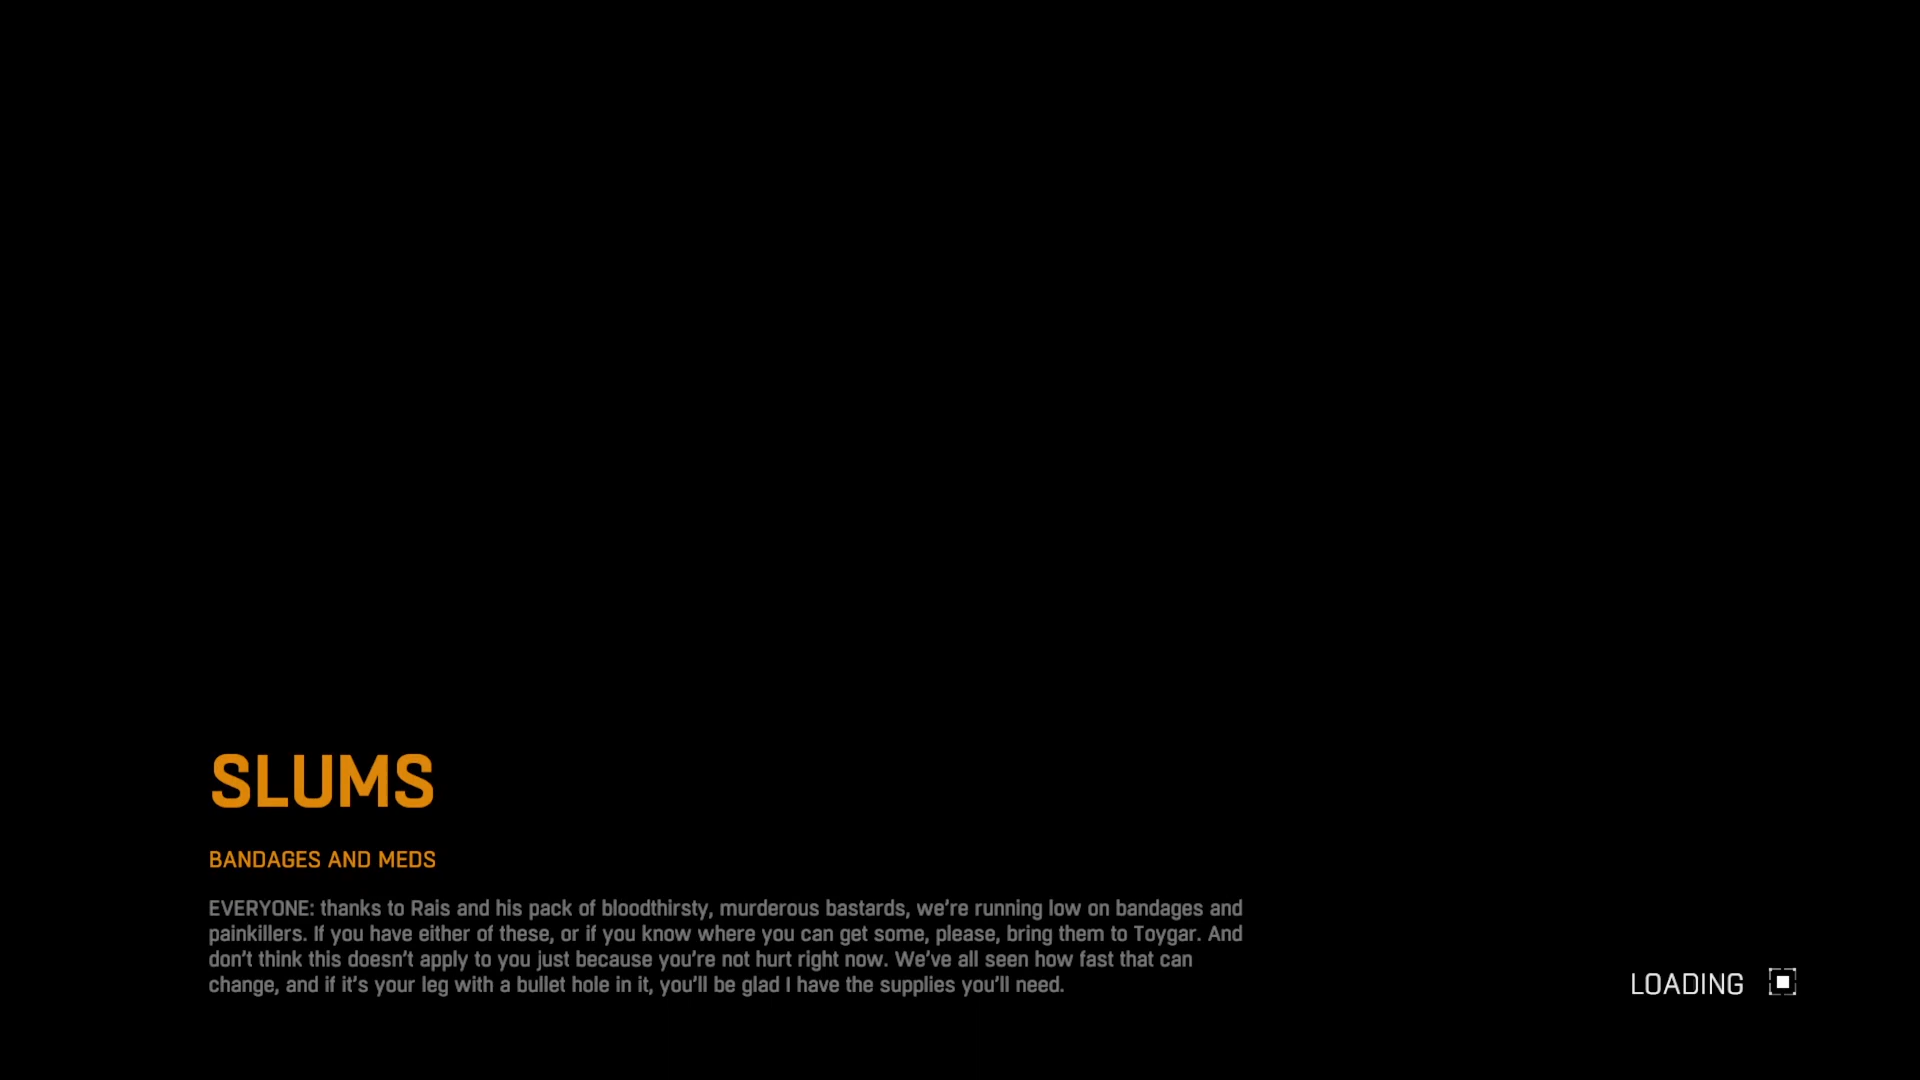 SLUMS
BANDAGES AND MEDS
EVERYONE: thanks to Rais and his pack of bloodthirsty, murderous bastards, we’re running low on bandages and
painkillers. If you have either of these, or if you know where you can get some, please, bring them to Toygar. And
don’t think this doesn’t apply to you just because you’re not hurt right now. We’ve all seen how fast that can
change, and if it’s your leg with a bullet hole in it, you’ll be glad I have the supplies you’ll need.
LOADING